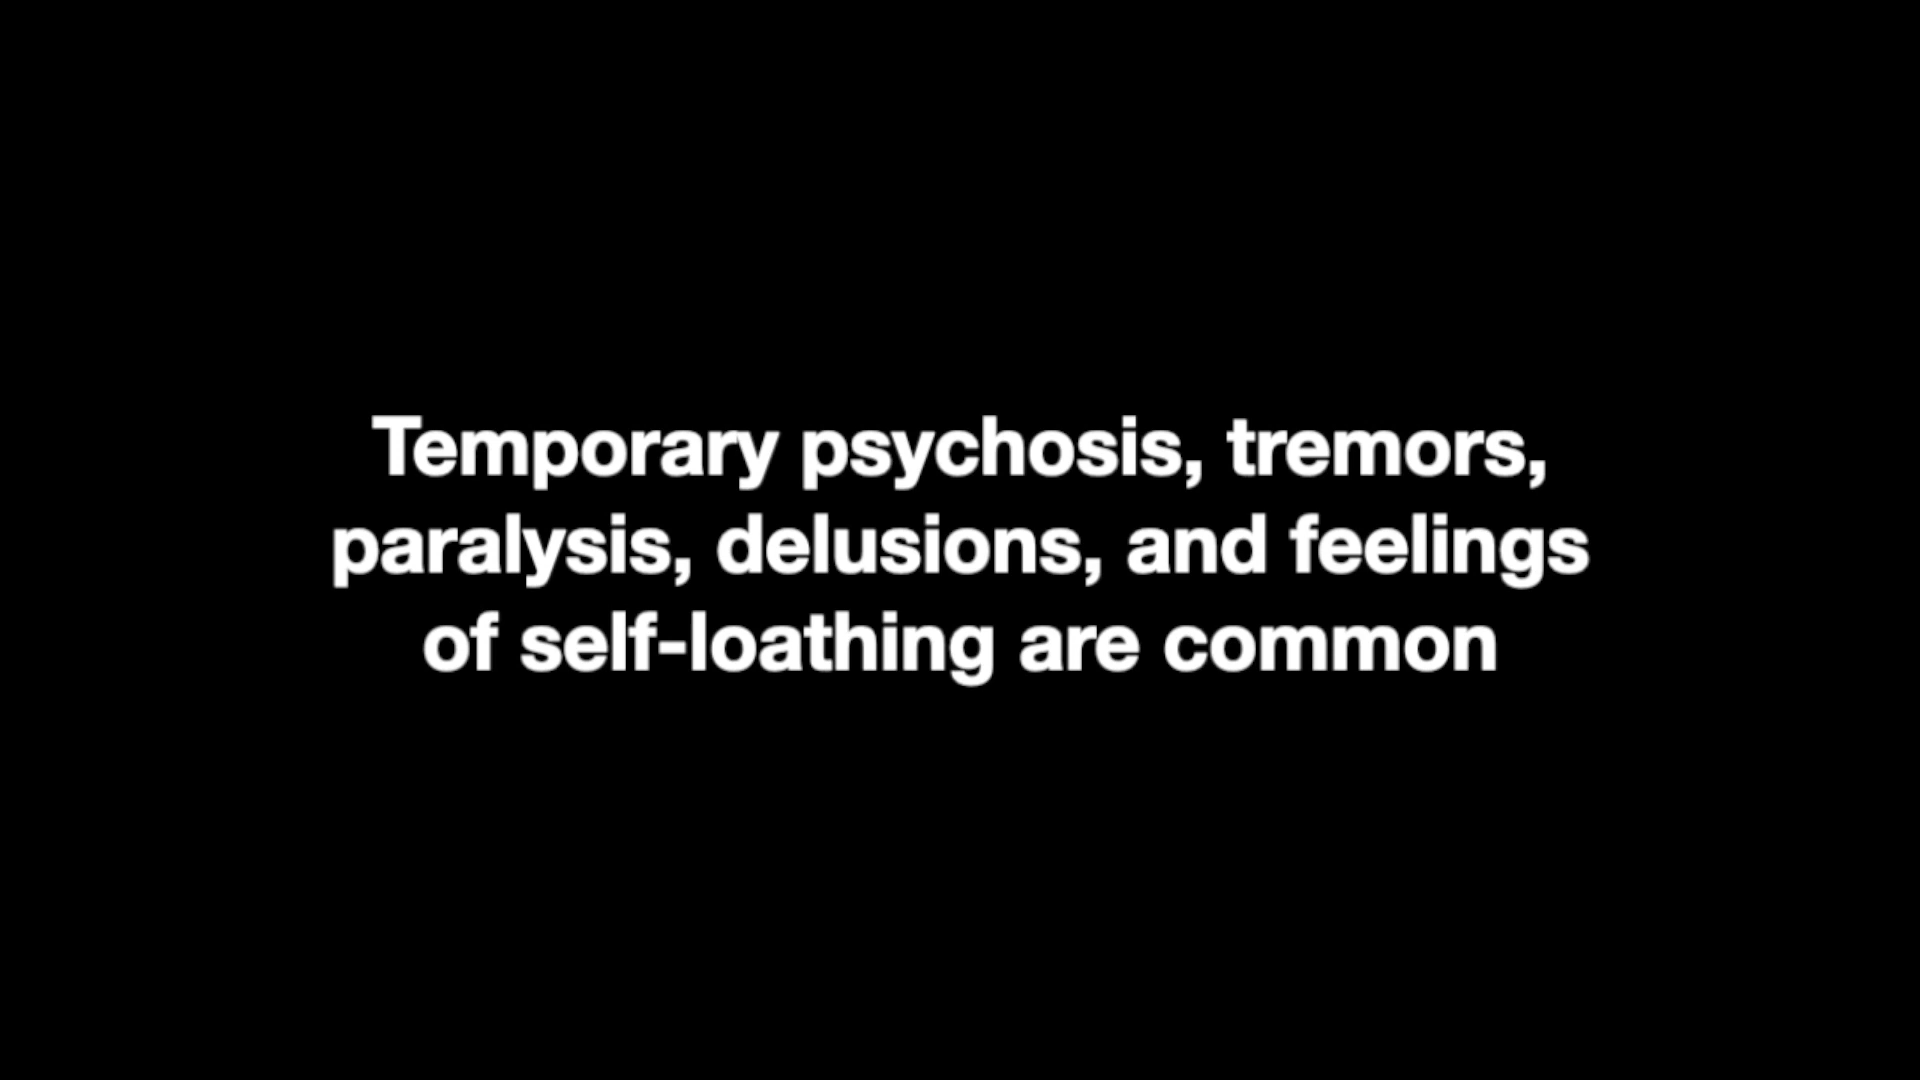 Temporary psychosis, tremors,
paralysis, delusions, and feelings
of self-loathing are common